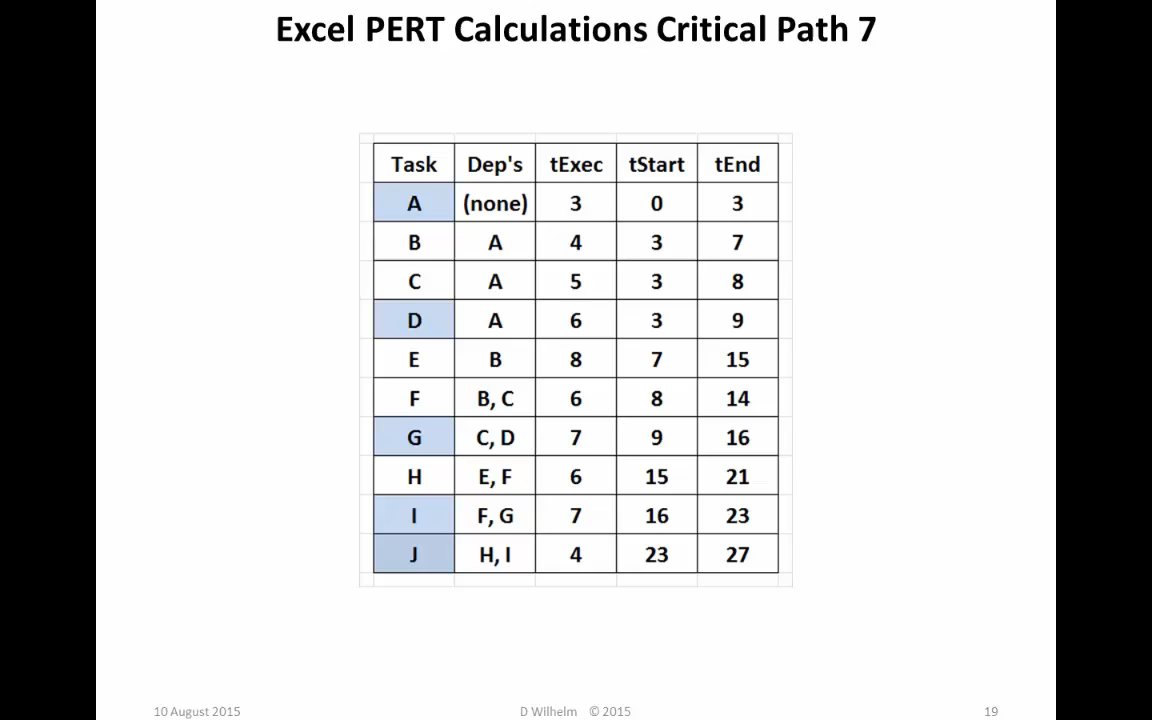 Excel PERT Calculations Critical Path 7
Task Dep's tExec tStart tEnd
A (none) 3 0 3
B A 4 3 7
C A 5 3 8
D A 6 3 9
E B 8 7 15
F B, C 6 8 14
G C, D 7 9 16
H E, F 6 15 21
I F, G 7 16 23
J H, I 4 23 27
10 August 2015 D Wilhelm © 2015 19